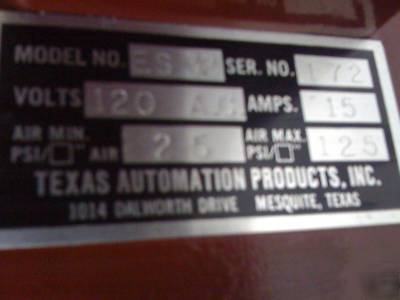 MODEL NO. SER. NO. 172
VOLTS 120 AMPS. 15
AIR MIN. PSI/□" AIR 25 AIR MAX. PSI/□" 125
TEXAS AUTOMATION PRODUCTS, INC.
1014 DALWORTH DRIVE MESQUITE, TEXAS